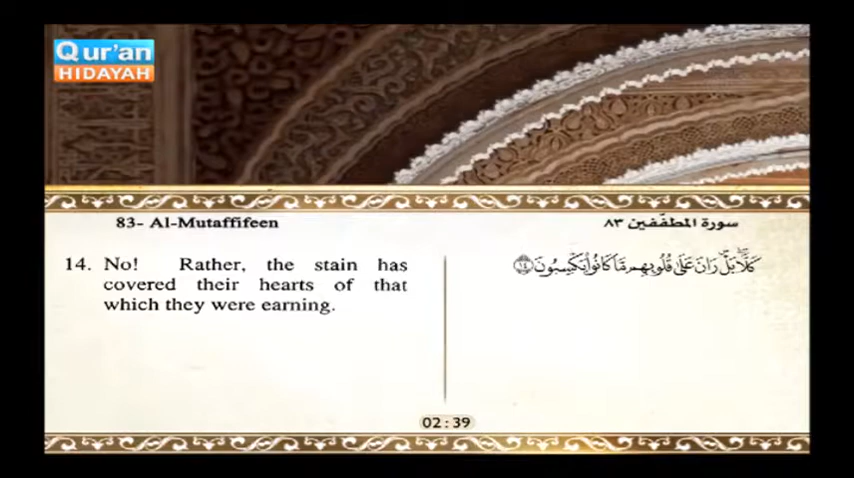 Qur'an
HIDAYAH
83- Al-Mutaffifeen
سورة المطففين ٨٣
14. No! Rather, the stain has
covered their hearts of that
which they were earning.
كَلَّا ۖ بَلْ ۜ رَانَ عَلَىٰ قُلُوبِهِم مَّا كَانُوا۟ يَكْسِبُونَ ١٤
02 : 39